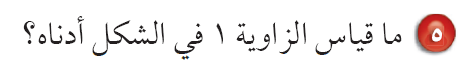 ٥ ما قياس الزاوية ١ في الشكل أدناه؟